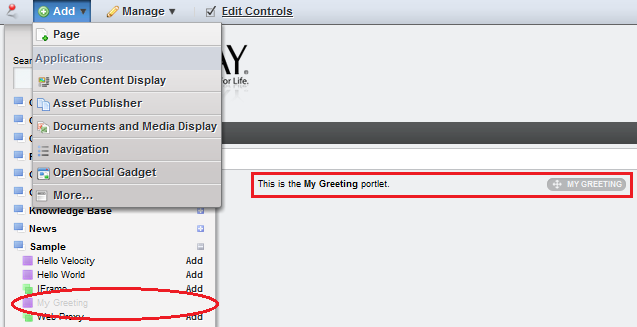 Add Manage Edit Controls
Page
Applications
Web Content Display
Asset Publisher
Documents and Media Display
Navigation
OpenSocial Gadget
More...
AY.
For Life.
This is the My Greeting portlet.
MY GREETING
Knowledge Base
News
Sample
Hello Velocity Add
Hello World Add
IFrame Add
My Greeting
Web Proxy Add